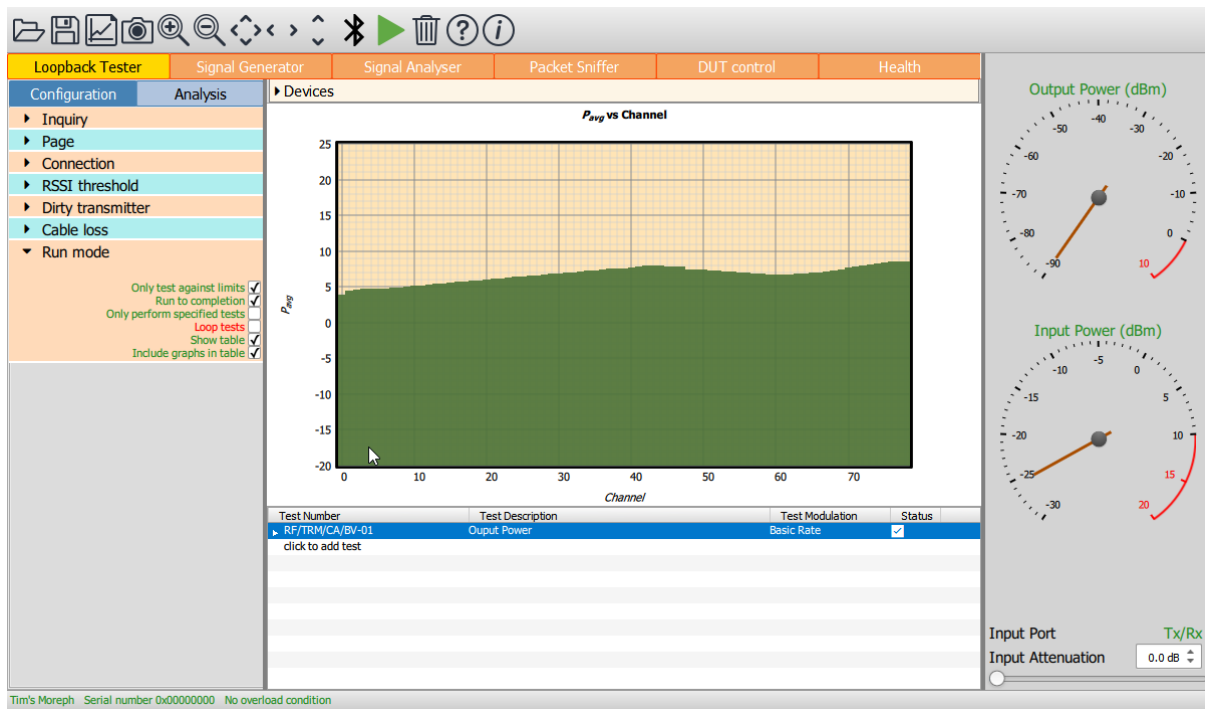 Loopback Tester Signal Generator Signal Analyser Packet Sniffer DUT control Health
Configuration Analysis
Inquiry
Page
Connection
RSSI threshold
Dirty transmitter
Cable loss
Run mode
Only test against limits
Run to completion
Only perform specified tests
Loop tests
Show table
Include graphs in table
Devices
Pavg vs Channel
25
20
15
10
5
0
-5
-10
-15
-20
Pavg
0 10 20 30 40 50 60 70
Channel
Test Number Test Description Test Modulation Status
RF/TRM/CA/BV-01 Ouput Power Basic Rate
click to add test
Output Power (dBm)
-90
-80
-70
-60
-50
-40
-30
-20
-10
0
10
Input Power (dBm)
-30
-25
-20
-15
-10
-5
0
5
10
15
20
Input Port Tx/Rx
Input Attenuation 0.0 dB
Tim's Moreph Serial number 0x00000000 No overload condition